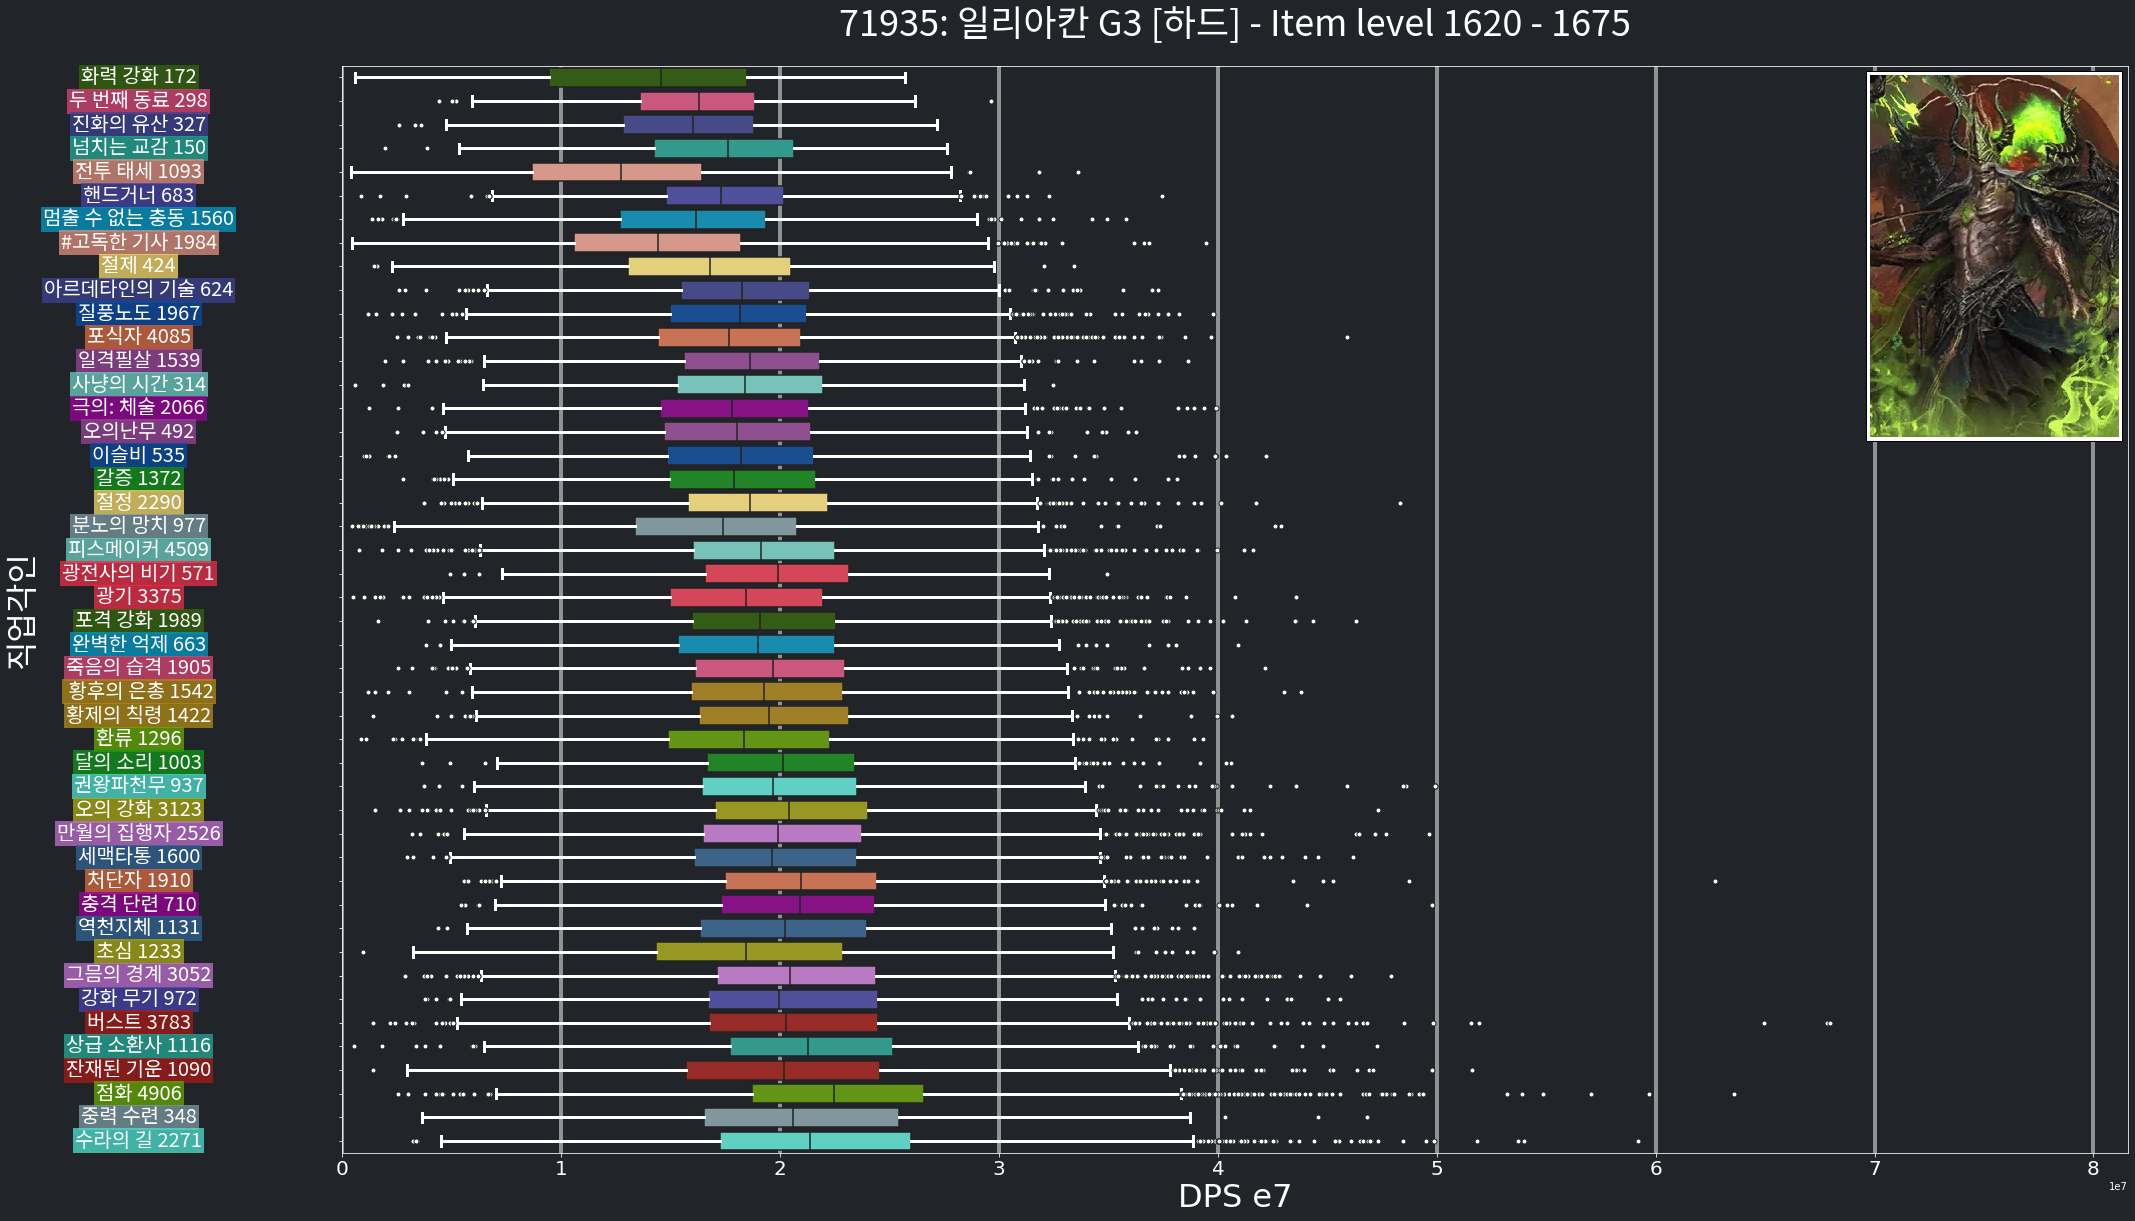 71935: 일리아칸 G3 [하드] - Item level 1620 - 1675
직업각인
화력 강화 172
두 번째 동료 298
진화의 유산 327
넘치는 교감 150
전투 태세 1093
핸드거너 683
멈출 수 없는 충동 1560
#고독한 기사 1984
절제 424
아르데타인의 기술 624
질풍노도 1967
포식자 4085
일격필살 1539
사냥의 시간 314
극의: 체술 2066
오의난무 492
이슬비 535
갈증 1372
절정 2290
분노의 망치 977
피스메이커 4509
광전사의 비기 571
광기 3375
포격 강화 1989
완벽한 억제 663
죽음의 습격 1905
황후의 은총 1542
황제의 칙령 1422
환류 1296
달의 소리 1003
권왕파천무 937
오의 강화 3123
만월의 집행자 2526
세맥타통 1600
처단자 1910
충격 단련 710
역천지체 1131
초심 1233
그믐의 경계 3052
강화 무기 972
버스트 3783
상급 소환사 1116
잔재된 기운 1090
점화 4906
중력 수련 348
수라의 길 2271
0 1 2 3 4 5 6 7 8
DPS e7
1e7